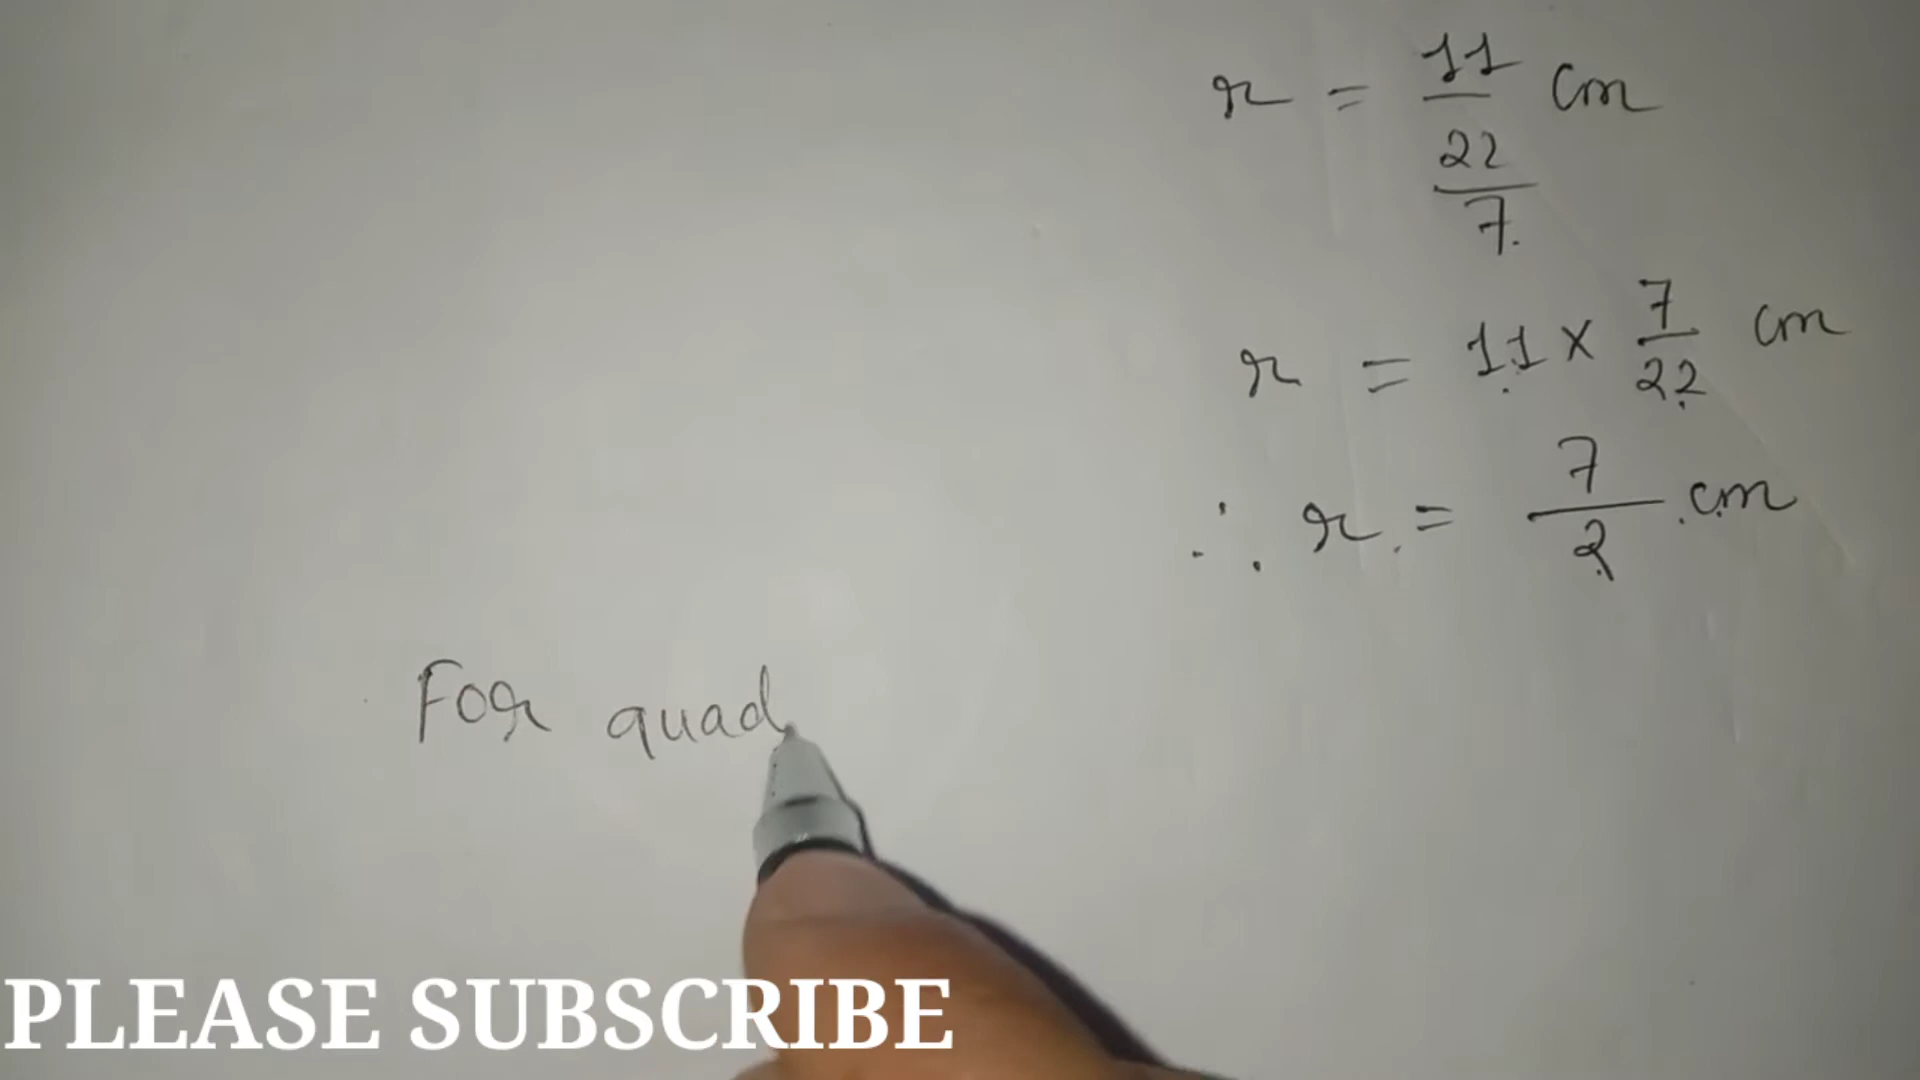 r = 11/(22/7) cm
r = 11 × 7/22 cm
∴ r = 7/2 cm
For quad
PLEASE SUBSCRIBE